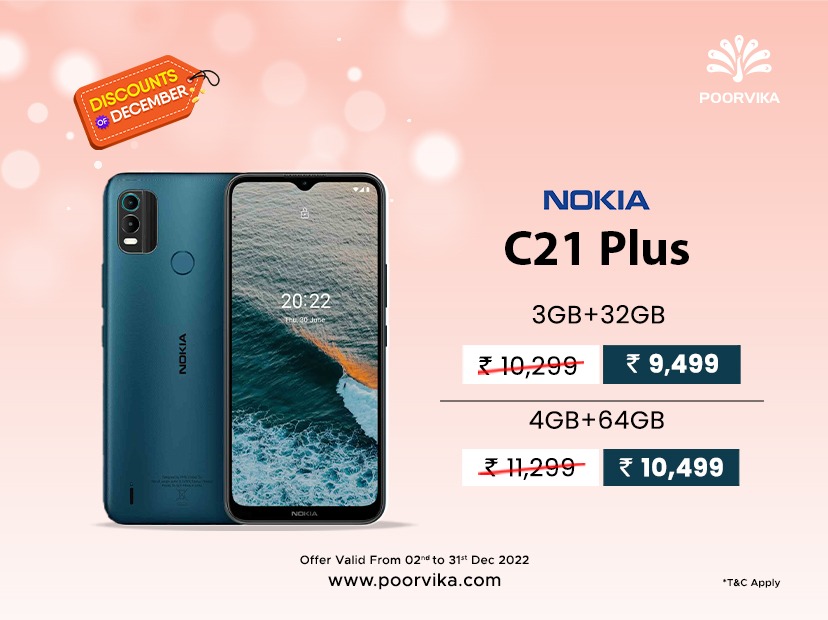 DISCOUNTS
OF DECEMBER
POORVIKA
NOKIA
20:22
Thu, 30 June
NOKIA
NOKIA
C21 Plus
3GB+32GB
₹ 10,299 ₹ 9,499
4GB+64GB
₹ 11,299 ₹ 10,499
Offer Valid From 02nd to 31st Dec 2022
www.poorvika.com
*T&C Apply